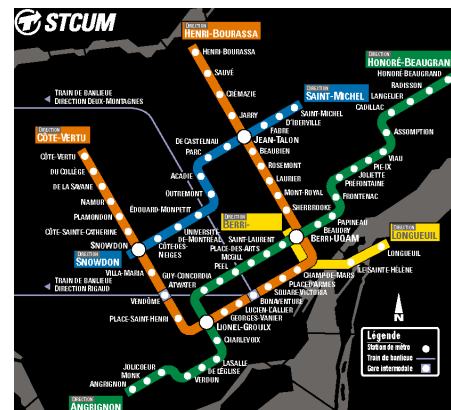 STCUM
DIRECTION
HENRI-BOURASSA
HENRI-BOURASSA
SAUVÉ
CRÉMAZIE
JARRY
JEAN-TALON
BEAUBIEN
ROSEMONT
LAURIER
MONT-ROYAL
SHERBROOKE
DIRECTION
HONORÉ-BEAUGRAN
HONORÉ-BEAUGRAND
RADISSON
LANGELIER
CADILLAC
ASSOMPTION
VIAU
PIE-IX
JOLIETTE
PRÉFONTAINE
FRONTENAC
PAPINEAU
BEAUDRY
BERRI-UQAM
DIRECTION
SAINT-MICHEL
SAINT-MICHEL
D'IBERVILLE
FABRE
DE CASTELNAU
PARC
ACADIE
OUTREMONT
ÉDOUARD-MONTPETIT
UNIVERSITÉ-
DE-MONTRÉAL
CÔTE-DES-
NEIGES
TRAIN DE BANLIEUE
DIRECTION DEUX-MONTAGNES
DIRECTION
CÔTE-VERTU
CÔTE-VERTU
DU COLLÈGE
DE LA SAVANE
NAMUR
PLAMONDON
CÔTE-SAINTE-CATHERINE
SNOWDON
DIRECTION
SNOWDON
VILLA-MARIA
TRAIN DE BANLIEUE
DIRECTION RIGAUD
VENDÔME
PLACE-SAINT-HENRI
DIRECTION
BERRI-
SAINT-LAURENT
PLACE-DES-ARTS
MCGILL
PEEL
GUY-CONCORDIA
ATWATER
DIRECTION
LONGUEUIL
LONGUEUIL
ÎLE-SAINTE-HÉLÈNE
CHAMP-DE-MARS
PLACE-D'ARMES
SQUARE-VICTORIA
BONAVENTURE
LUCIEN-L'ALLIER
GEORGES-VANIER
LIONEL-GROULX
CHARLEVOIX
LASALLE
DE L'ÉGLISE
VERDUN
JOLICOEUR
MONK
ANGRIGNON
DIRECTION
ANGRIGNON
N
Légende
Station de métro
Train de banlieue
Gare intermodale